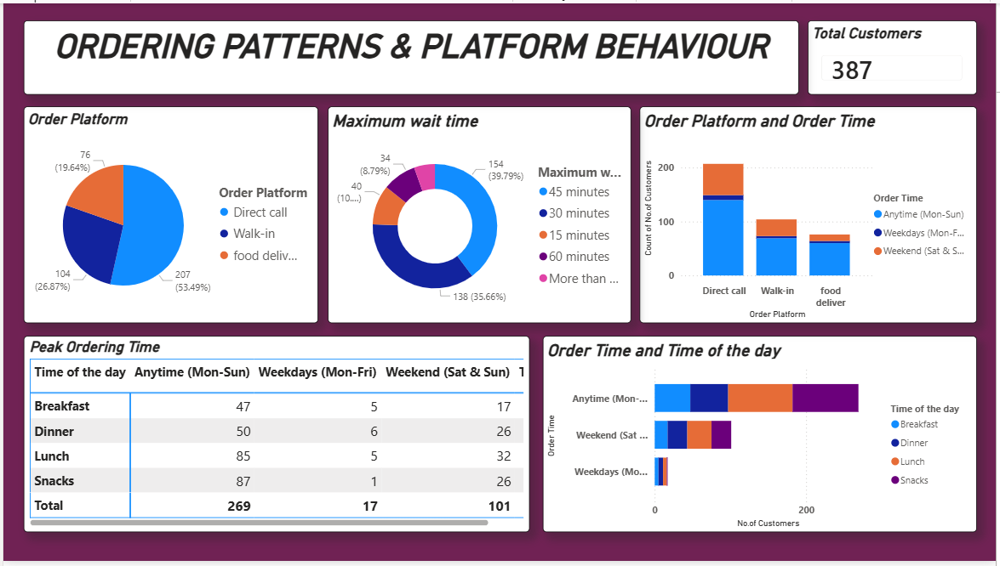 ORDERING PATTERNS & PLATFORM BEHAVIOUR
Total Customers
387
Order Platform
76
(19.64%)
104
(26.87%)
207
(53.49%)
Order Platform
Direct call
Walk-in
food deliv...
Maximum wait time
34
(8.79%)
40
(10....)
154
(39.79%)
138 (35.66%)
Maximum w...
45 minutes
30 minutes
15 minutes
60 minutes
More than ...
Order Platform and Order Time
Count of No.of Customers
200
100
0
Direct call
Walk-in
food
deliver
Order Platform
Order Time
Anytime (Mon-Sun)
Weekdays (Mon-F...
Weekend (Sat & S...
Peak Ordering Time
Time of the day Anytime (Mon-Sun) Weekdays (Mon-Fri) Weekend (Sat & Sun)
Breakfast 47 5 17
Dinner 50 6 26
Lunch 85 5 32
Snacks 87 1 26
Total 269 17 101
Order Time and Time of the day
Order Time
Anytime (Mon-...
Weekend (Sat ...
Weekdays (Mo...
0
200
No.of Customers
Time of the day
Breakfast
Dinner
Lunch
Snacks